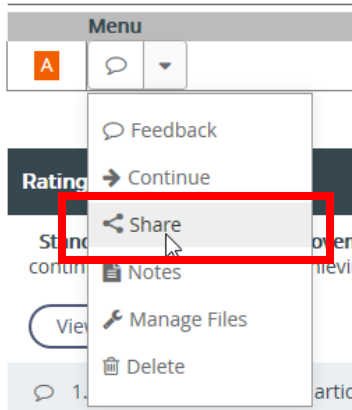 Menu
A
Feedback
Rating
Continue
Share
Notes
Manage Files
Delete
1.